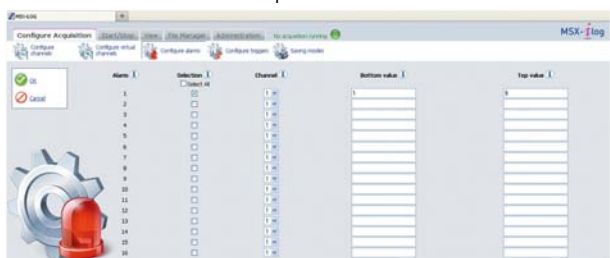 MSX-ILOG
Configure Acquisition Start/Stop View File Manager Administration No acquisition running MSX-ilog
Configure channels Configure virtual channels Configure alarms Configure triggers Saving modes
OK
Cancel
Alarm Selection Channel Bottom value Top value
Select All
1 1 1 5
2 1
3 1
4 1
5 1
6 1
7 1
8 1
9 1
10 1
11 1
12 1
13 1
14 1
15 1
16 1